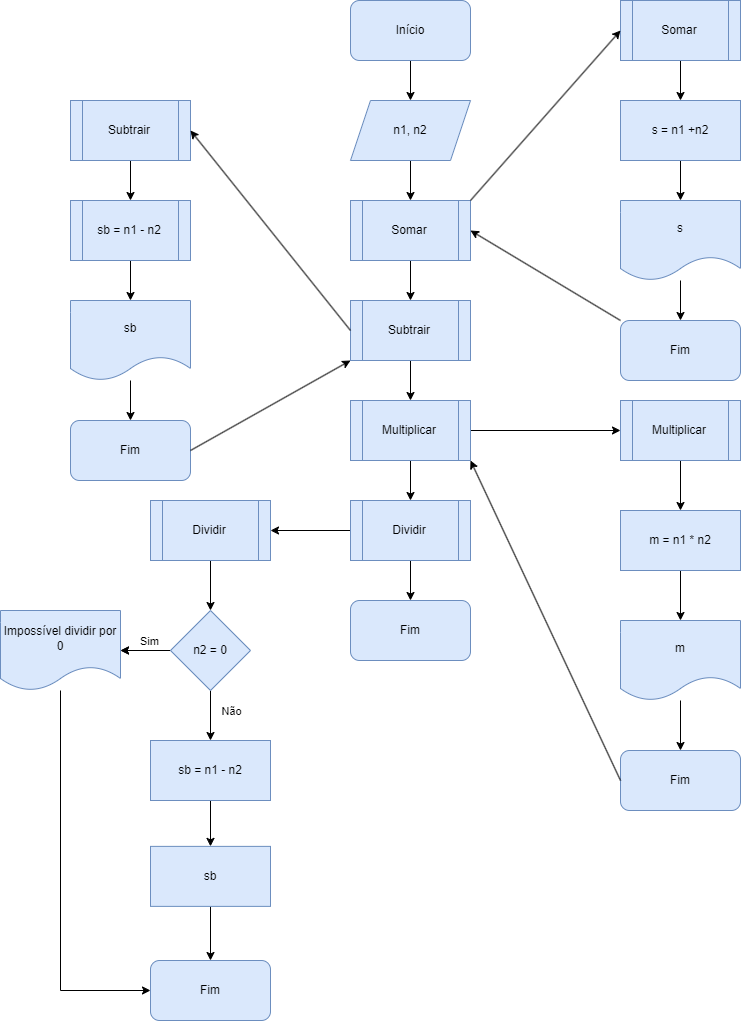 Início
Somar
Subtrair
n1, n2
s = n1 +n2
sb = n1 - n2
Somar
s
sb
Subtrair
Fim
Fim
Multiplicar
Multiplicar
Dividir
Dividir
m = n1 * n2
Impossível dividir por
0
Sim
n2 = 0
Fim
m
Não
sb = n1 - n2
Fim
sb
Fim